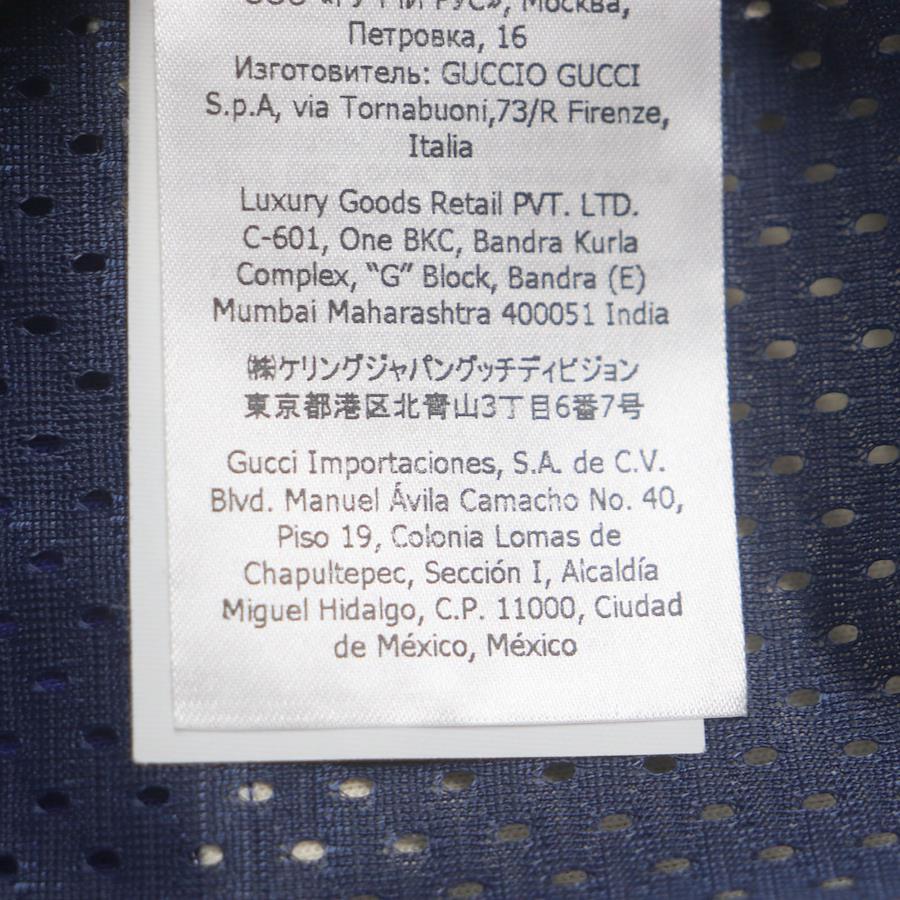 ООО «ГУЧЧИ РУС», Москва,
Петровка, 16
Изготовитель: GUCCIO GUCCI
S.p.A, via Tornabuoni,73/R Firenze,
Italia
Luxury Goods Retail PVT. LTD.
C-601, One BKC, Bandra Kurla
Complex, “G” Block, Bandra (E)
Mumbai Maharashtra 400051 India
㈱ケリングジャパングッチディビジョン
東京都港区北青山3丁目6番7号
Gucci Importaciones, S.A. de C.V.
Blvd. Manuel Ávila Camacho No. 40,
Piso 19, Colonia Lomas de
Chapultepec, Sección I, Alcaldía
Miguel Hidalgo, C.P. 11000, Ciudad
de México, México